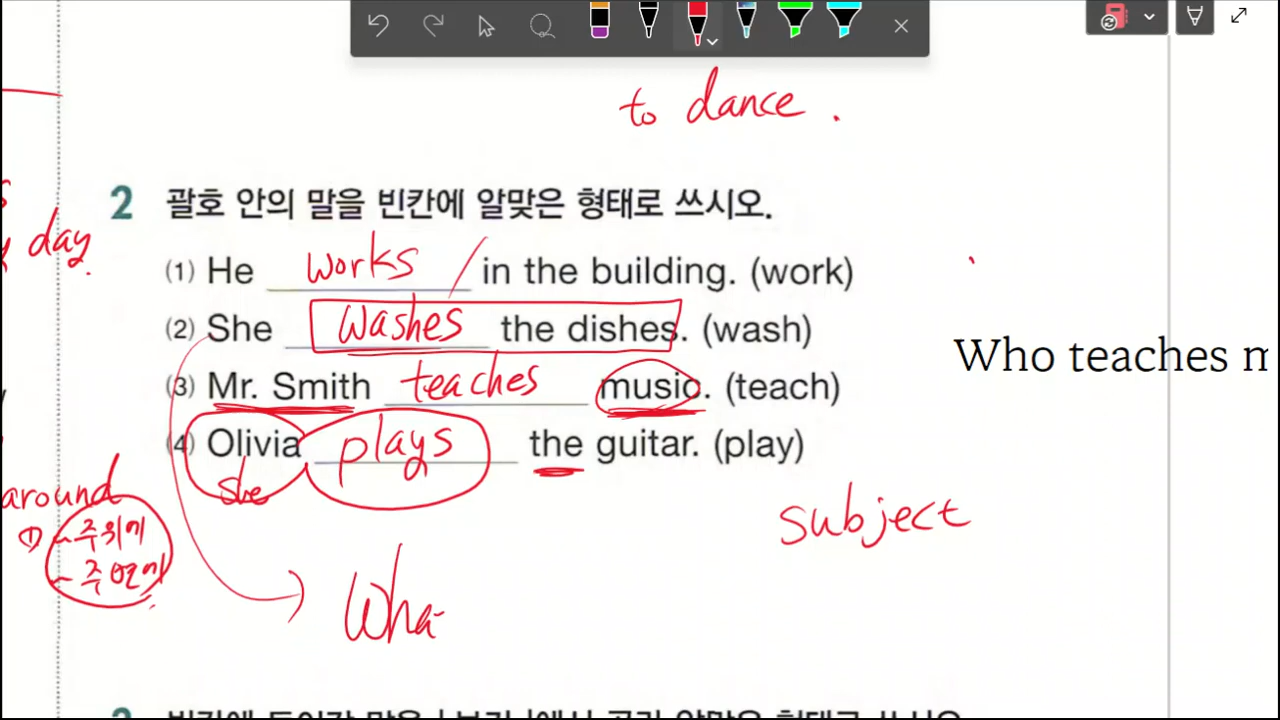 to dance.
2 괄호 안의 말을 빈칸에 알맞은 형태로 쓰시오.
day
(1) He works in the building. (work)
(2) She washes the dishes. (wash)
Who teaches m
(3) Mr. Smith teaches music. (teach)
(4) Olivia plays the guitar. (play)
she
around
① ~주위에
~주변에
subject
Wha